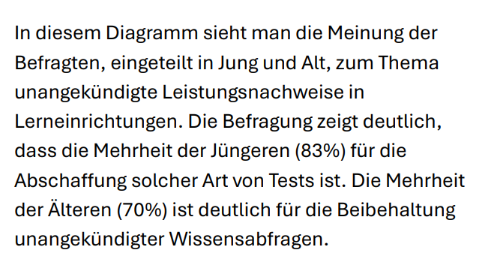 In diesem Diagramm sieht man die Meinung der
Befragten, eingeteilt in Jung und Alt, zum Thema
unangekündigte Leistungsnachweise in
Lerneinrichtungen. Die Befragung zeigt deutlich,
dass die Mehrheit der Jüngeren (83%) für die
Abschaffung solcher Art von Tests ist. Die Mehrheit
der Älteren (70%) ist deutlich für die Beibehaltung
unangekündigter Wissensabfragen.